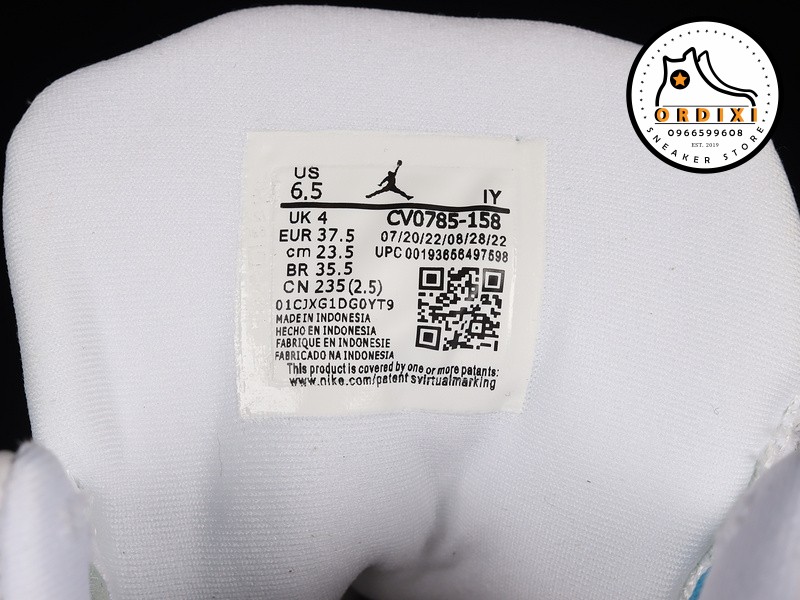 US
6.5
IY
UK 4
CV0785-158
EUR 37.5
07/20/22/08/28/22
cm 23.5
UPC 00193658497598
BR 35.5
CN 235(2.5)
01CJXG1DG0YT9
MADE IN INDONESIA
HECHO EN INDONESIA
FABRIQUE EN INDONESIE
FABRICADO NA INDONESIA
This product is covered by one or more patents:
www.nike.com/patentsvirtualmarking
ORDIXI
0966599608
EST. 2019
SNEAKER STORE